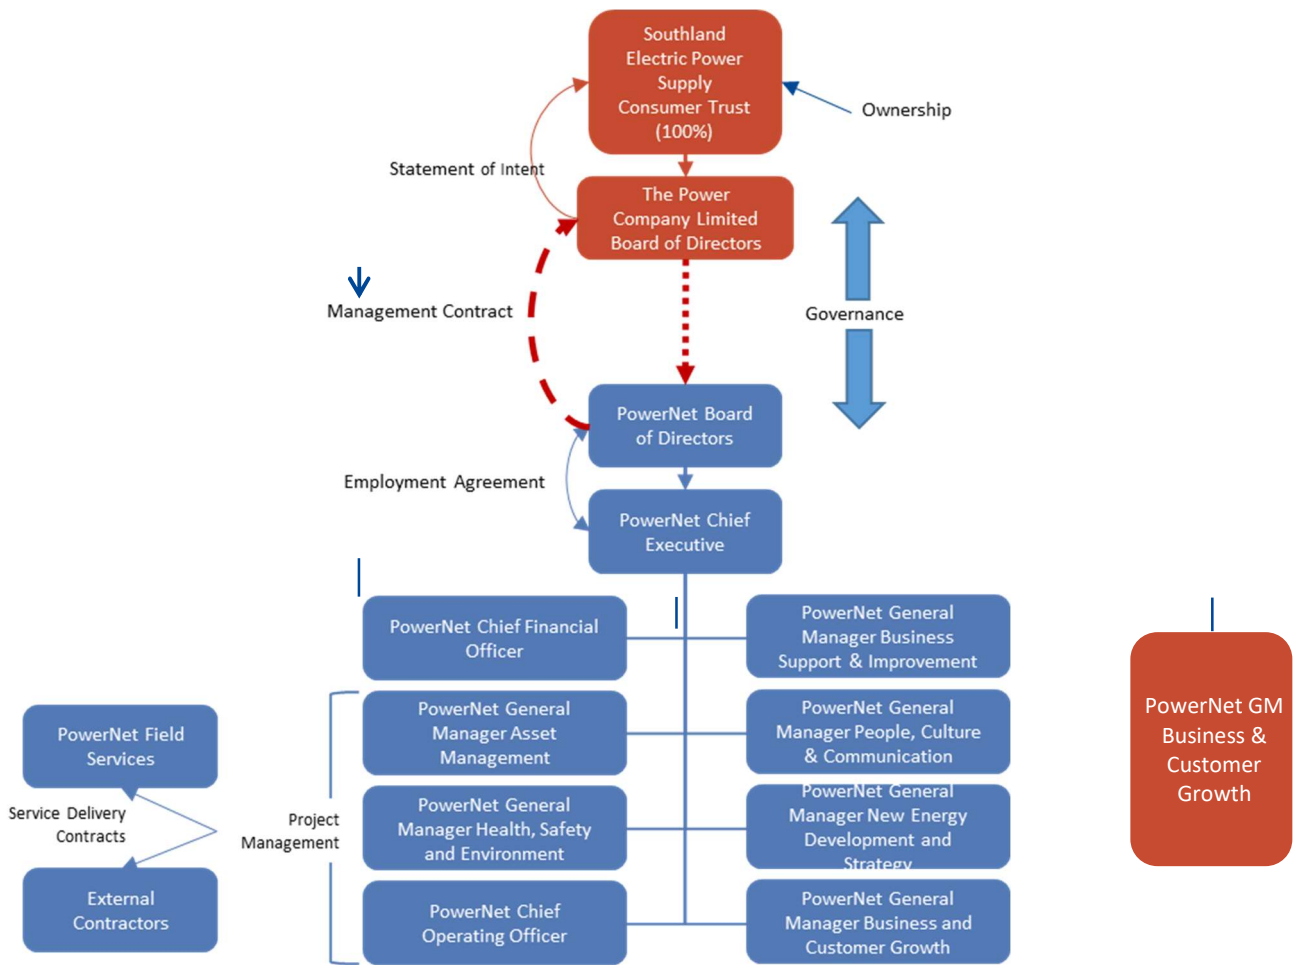 Southland
Electric Power
Supply
Consumer Trust
(100%)
Ownership
Statement of Intent
The Power
Company Limited
Board of Directors
Management Contract
Governance
PowerNet Board
of Directors
Employment Agreement
PowerNet Chief
Executive
PowerNet Chief Financial
Officer
PowerNet General
Manager Business
Support & Improvement
PowerNet General
Manager Asset
Management
PowerNet General
Manager People, Culture
& Communication
PowerNet GM
Business &
Customer
Growth
PowerNet Field
Services
Service Delivery
Contracts
Project
Management
PowerNet General
Manager Health, Safety
and Environment
PowerNet General
Manager New Energy
Development and
Strategy
External
Contractors
PowerNet Chief
Operating Officer
PowerNet General
Manager Business and
Customer Growth